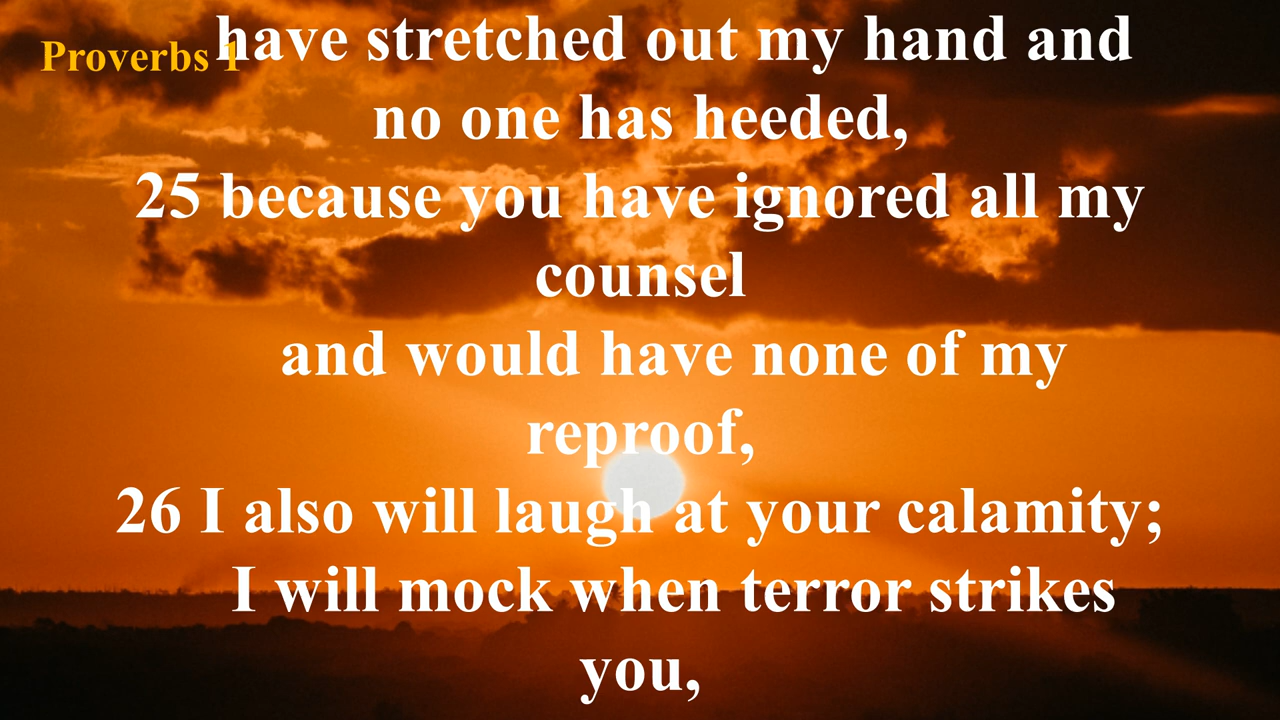 Proverbs 1
have stretched out my hand and
no one has heeded,
25 because you have ignored all my
counsel
and would have none of my
reproof,
26 I also will laugh at your calamity;
I will mock when terror strikes
you,